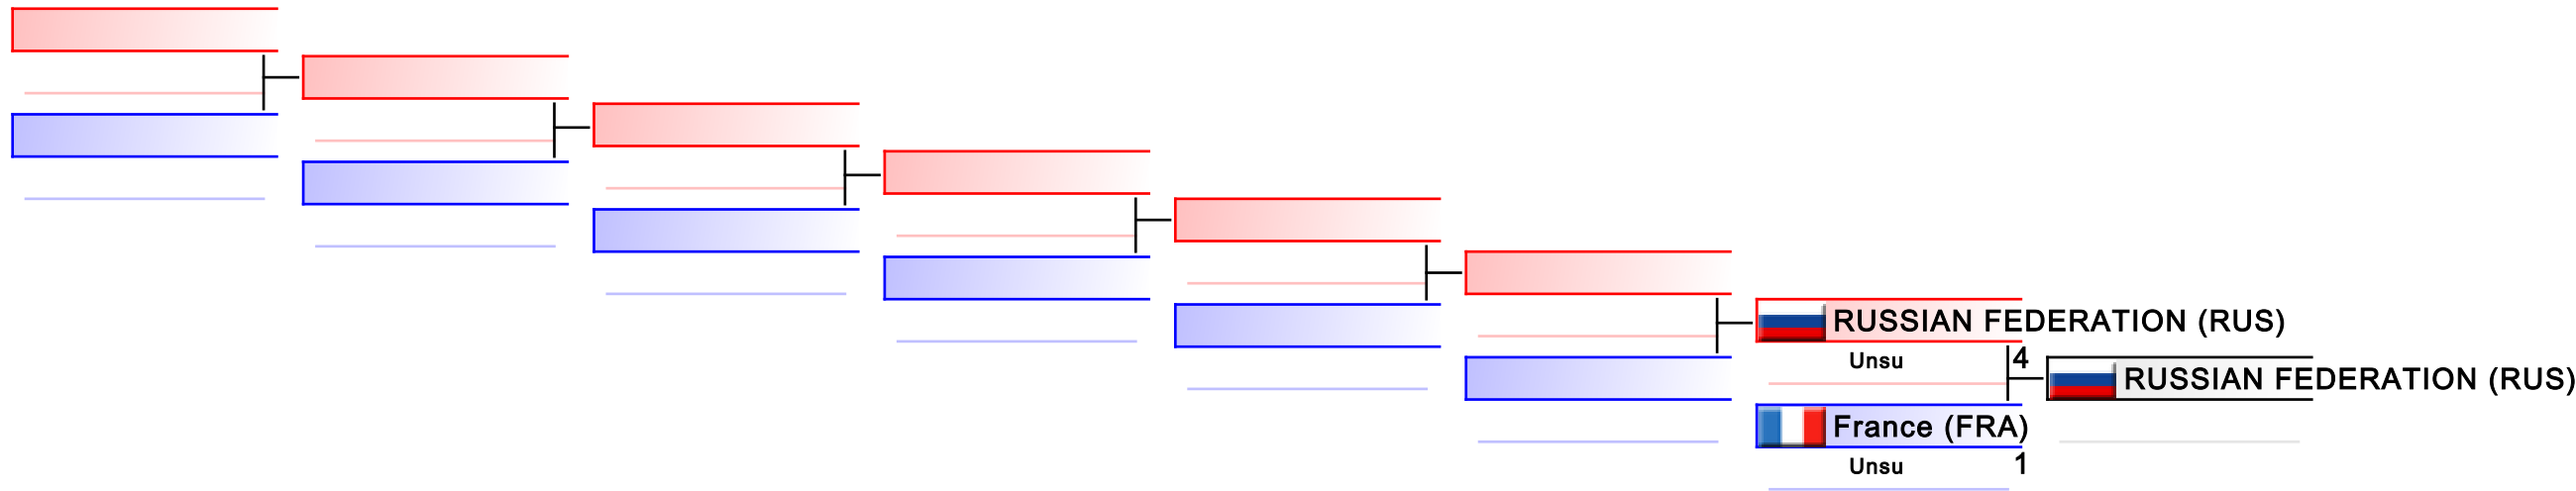 RUSSIAN FEDERATION (RUS)
Unsu
4
RUSSIAN FEDERATION (RUS)
France (FRA)
Unsu
1